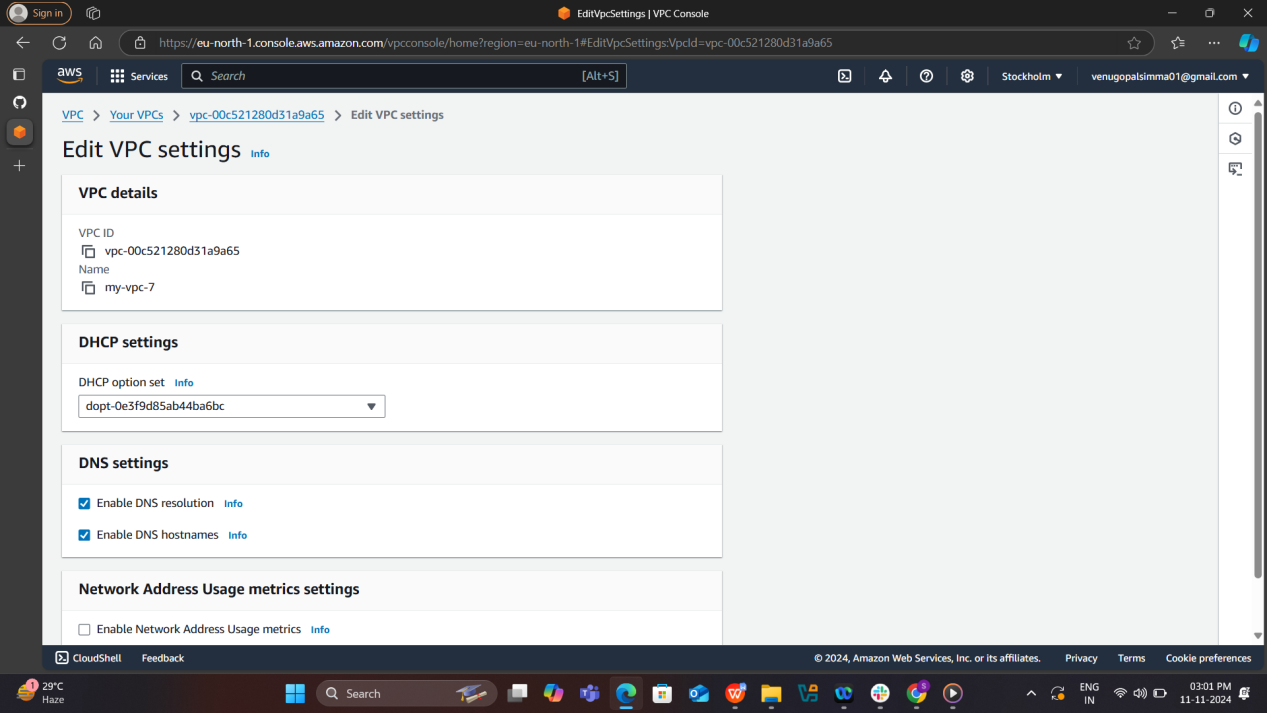 Sign in
EditVpcSettings | VPC Console
https://eu-north-1.console.aws.amazon.com/vpcconsole/home?region=eu-north-1#EditVpcSettings:VpcId=vpc-00c521280d31a9a65
aws Services Search [Alt+S] Stockholm venugopalsimma01@gmail.com
VPC Your VPCs vpc-00c521280d31a9a65 Edit VPC settings
Edit VPC settings Info
VPC details
VPC ID
vpc-00c521280d31a9a65
Name
my-vpc-7
DHCP settings
DHCP option set Info
dopt-0e3f9d85ab44ba6bc
DNS settings
Enable DNS resolution Info
Enable DNS hostnames Info
Network Address Usage metrics settings
Enable Network Address Usage metrics Info
CloudShell Feedback © 2024, Amazon Web Services, Inc. or its affiliates. Privacy Terms Cookie preferences
1 29°C
Haze
Search
ENG
IN
03:01 PM
11-11-2024